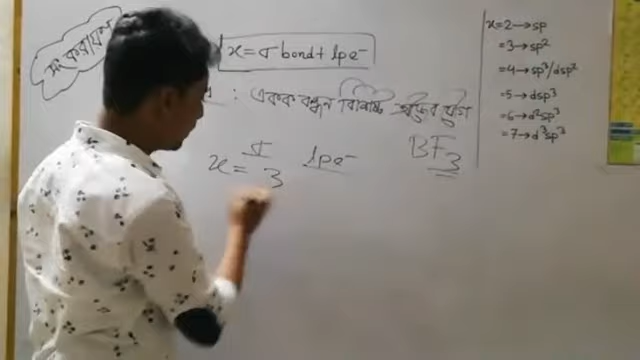 সংকরায়ন
x = σ bond + lpe⁻
: একক বন্ধন বিশিষ্ট
BF₃
σ lpe⁻
x = 3
x=2→sp
=3→sp²
=4→sp³/dsp²
=5→dsp³
=6→d²sp³
=7→d³sp³